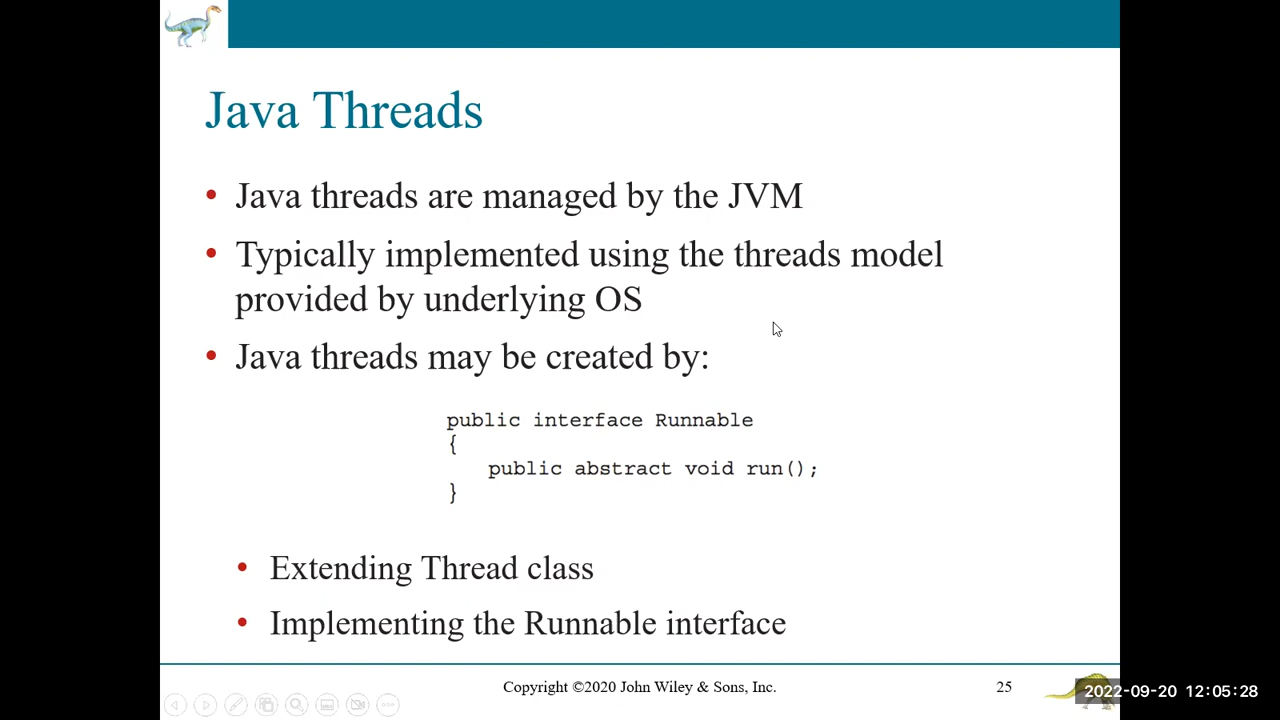 Java Threads
• Java threads are managed by the JVM
• Typically implemented using the threads model
provided by underlying OS
• Java threads may be created by:
public interface Runnable
{
public abstract void run();
}
• Extending Thread class
• Implementing the Runnable interface
Copyright ©2020 John Wiley & Sons, Inc.
25
2022-09-20 12:05:28